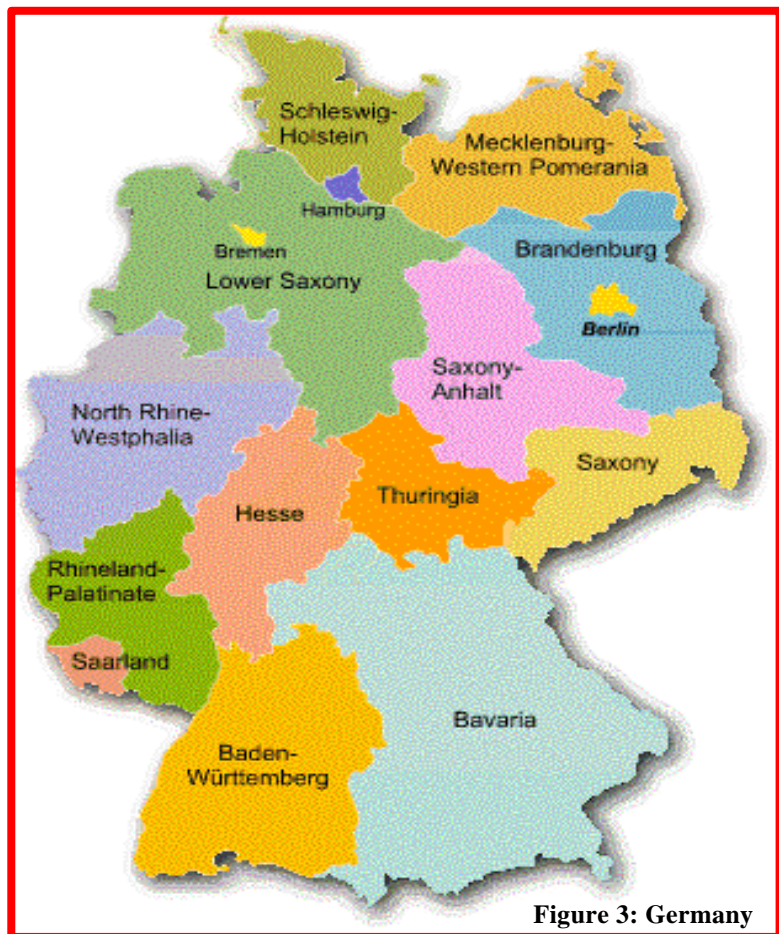 Schleswig-
Holstein
Mecklenburg-
Western Pomerania
Hamburg
Bremen
Lower Saxony
Brandenburg
Berlin
Saxony-
Anhalt
North Rhine-
Westphalia
Saxony
Thuringia
Hesse
Rhineland-
Palatinate
Saarland
Bavaria
Baden-
Württemberg
Figure 3: Germany